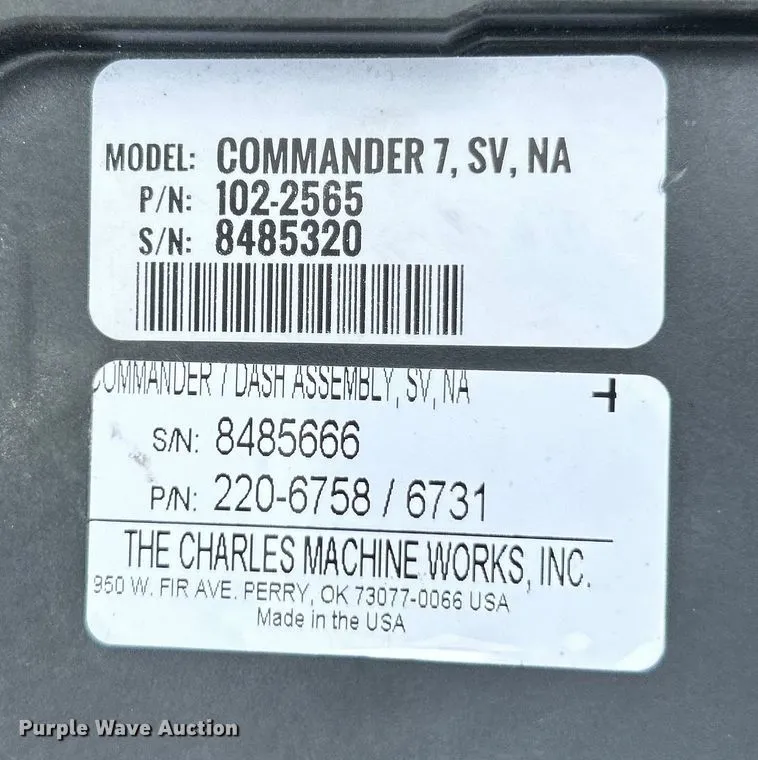 MODEL: COMMANDER 7, SV, NA
P/N: 102-2565
S/N: 8485320
COMMANDER 7 DASH ASSEMBLY, SV, NA
S/N: 8485666
P/N: 220-6758 / 6731
THE CHARLES MACHINE WORKS, INC.
950 W. FIR AVE. PERRY, OK 73077-0066 USA
Made in the USA
Purple Wave Auction